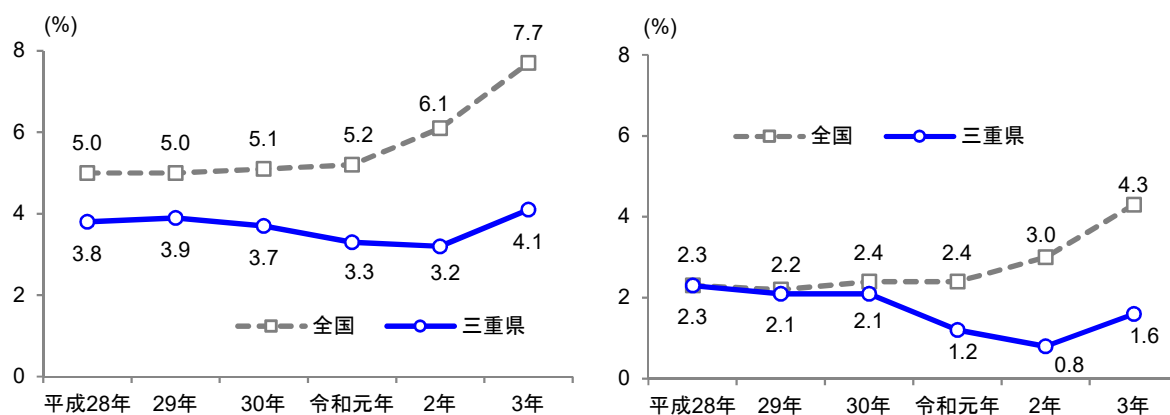 (%)
7.7
8
6.1
6
5.0
5.0
5.1
5.2
4
3.8
3.9
3.7
3.3
3.2
4.1
2
全国
三重県
0
平成28年
29年
30年
令和元年
2年
3年
(%)
8
6
全国
三重県
4.3
4
3.0
2.3
2.2
2.4
2.4
2
2.3
2.1
2.1
1.2
0.8
1.6
0
平成28年
29年
30年
令和元年
2年
3年